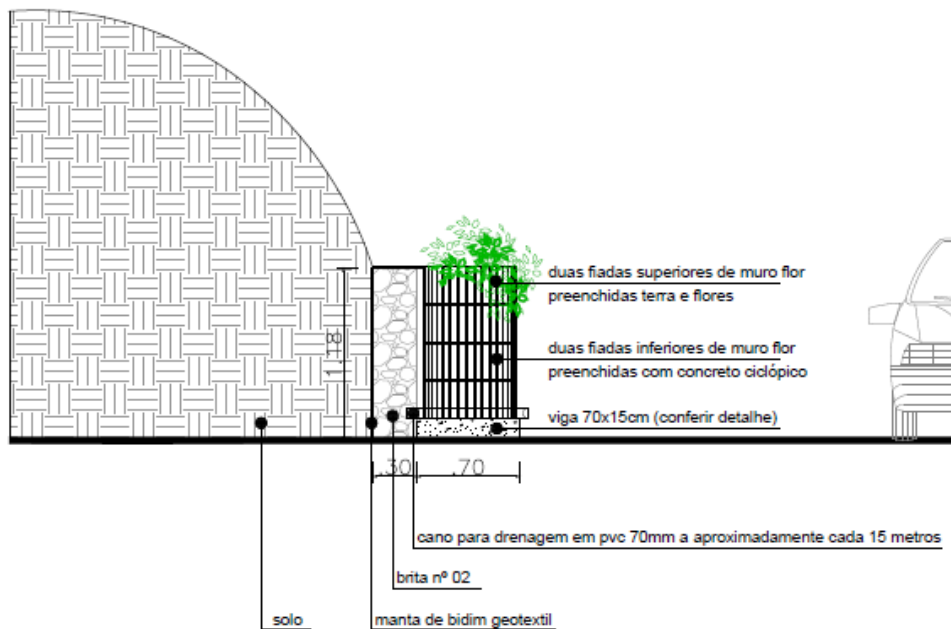 duas fiadas superiores de muro flor
preenchidas terra e flores
duas fiadas inferiores de muro flor
preenchidas com concreto ciclópico
1.18
viga 70x15cm (conferir detalhe)
.30
.70
cano para drenagem em pvc 70mm a aproximadamente cada 15 metros
brita nº 02
solo
manta de bidim geotextil